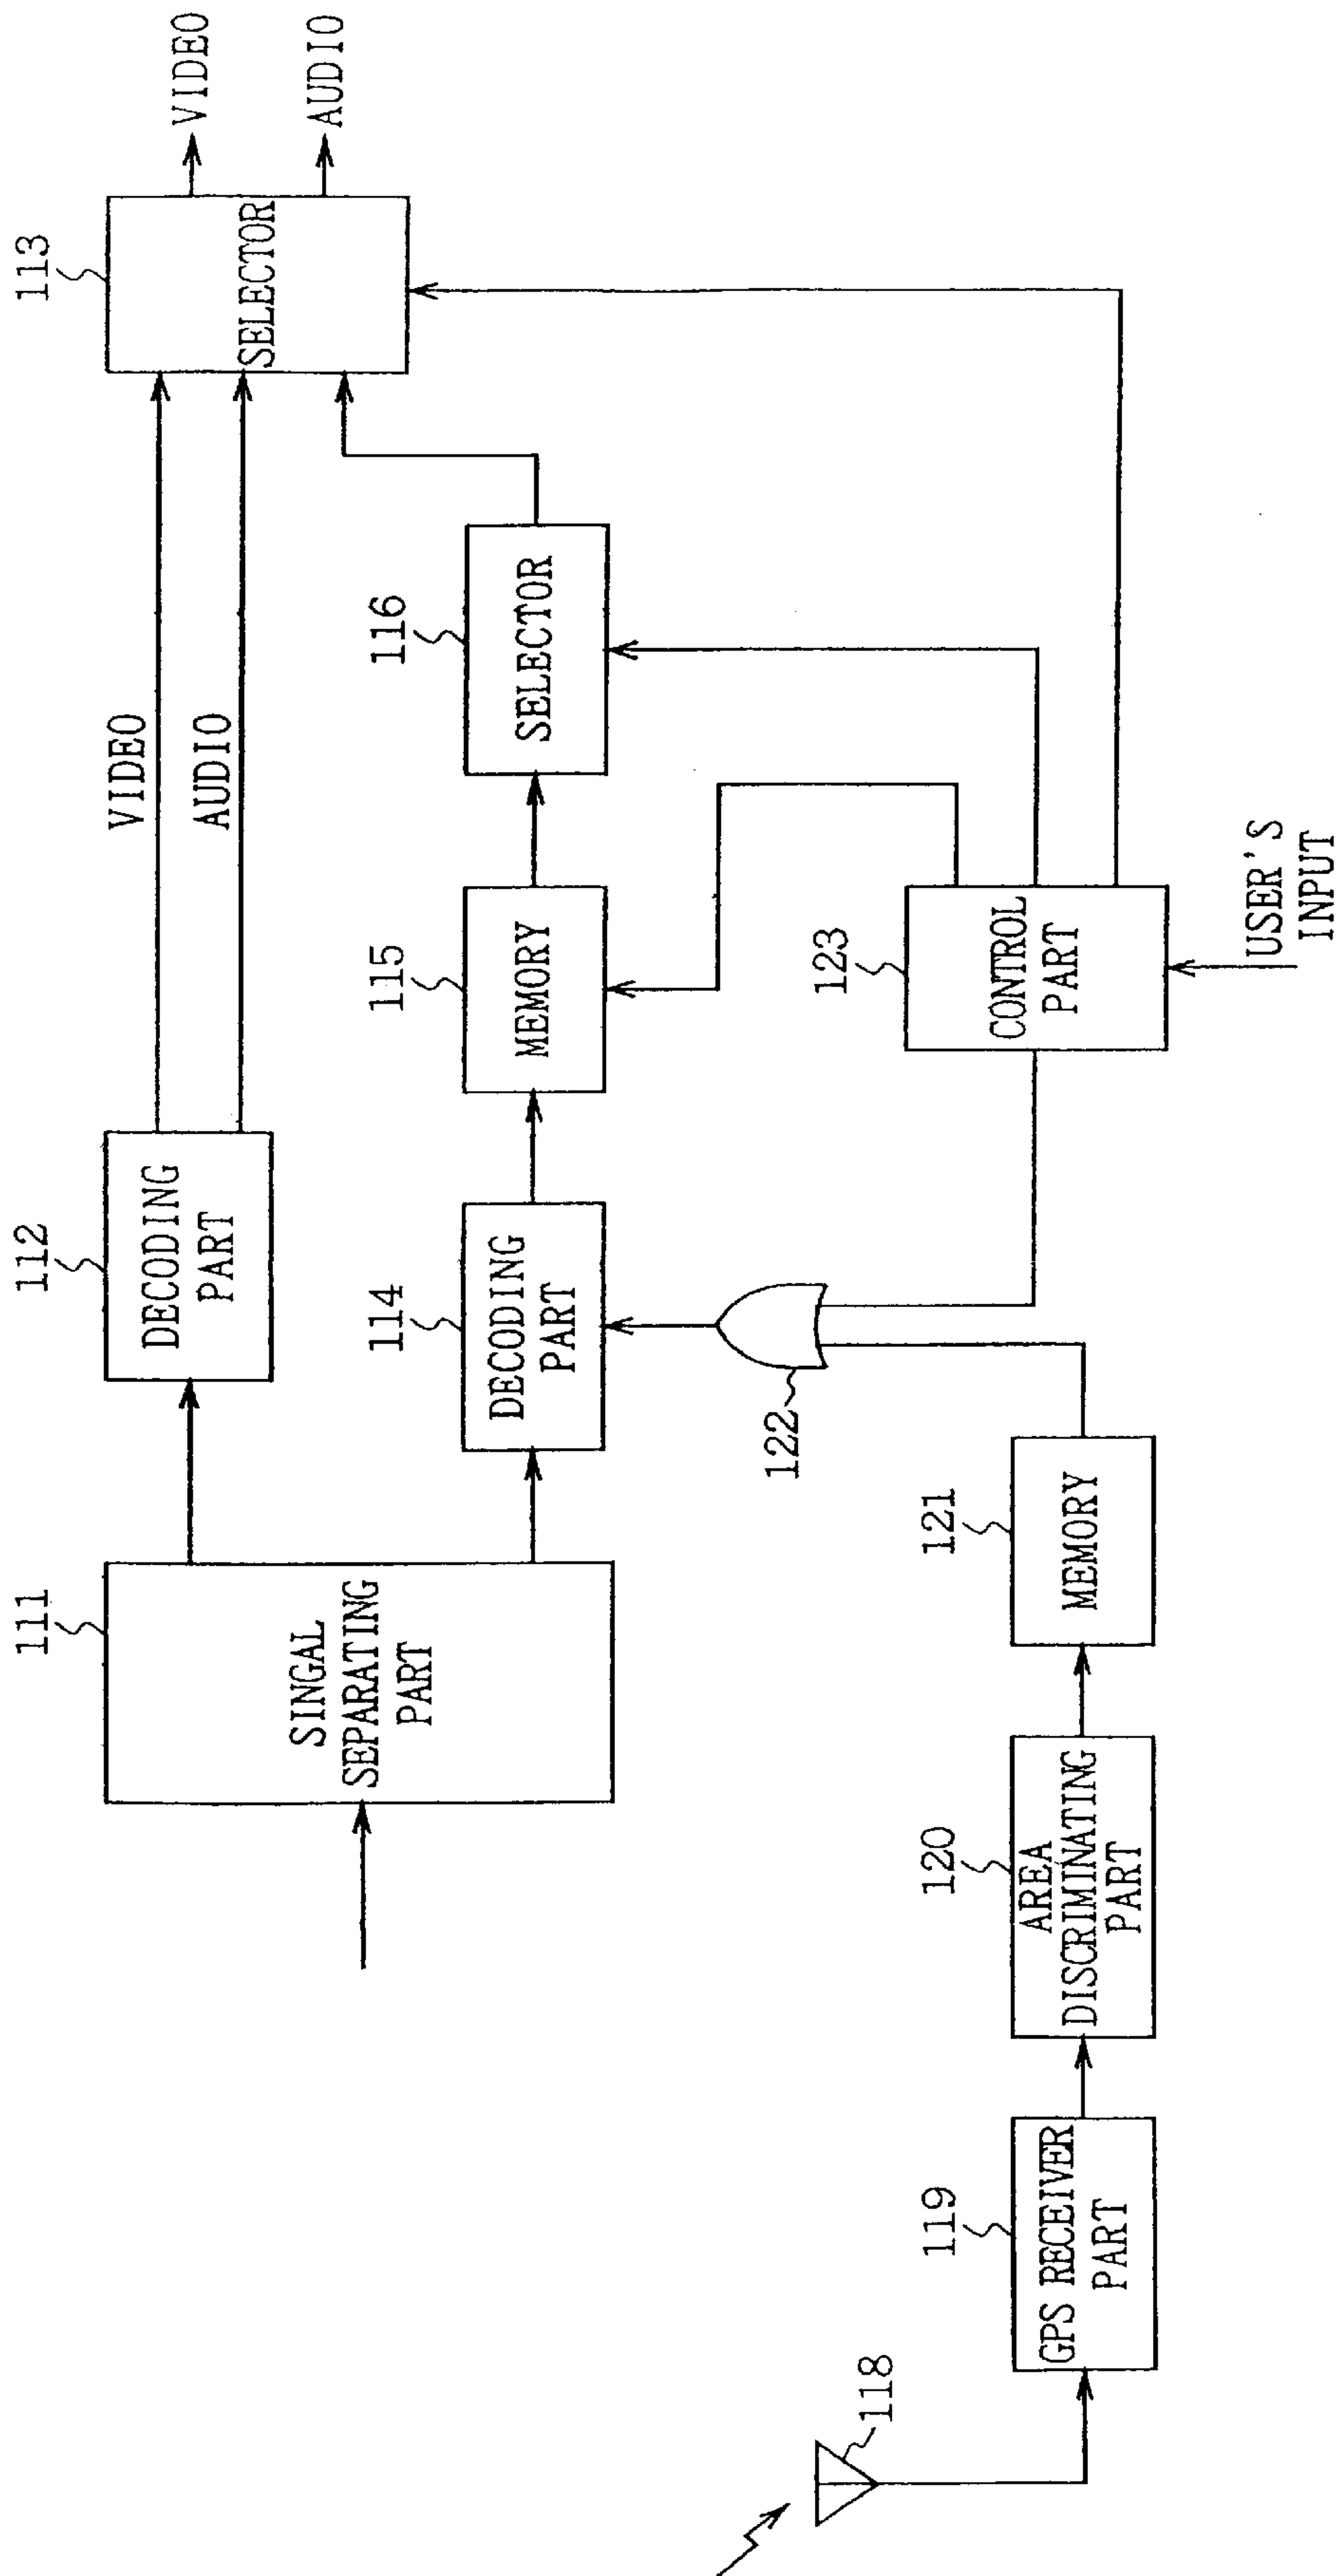 111
SINGAL
SEPARATING
PART
112
DECODING
PART
VIDEO
AUDIO
113
SELECTOR
VIDEO
AUDIO
114
DECODING
PART
115
MEMORY
116
SELECTOR
118
119
GPS RECEIVER
PART
120
AREA
DISCRIMINATING
PART
121
MEMORY
122
123
CONTROL
PART
USER'S
INPUT